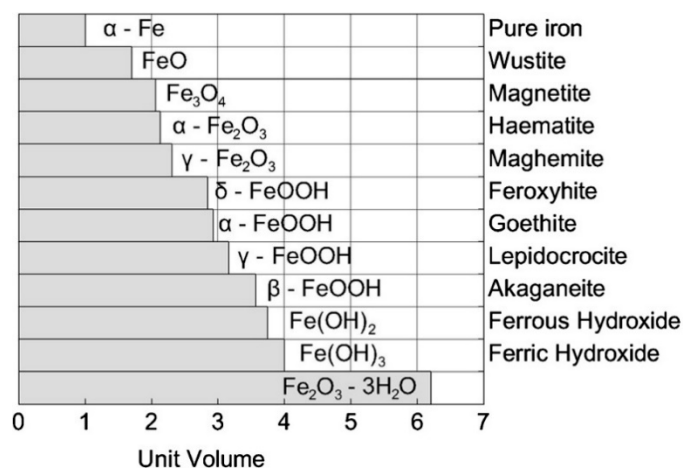 α - Fe Pure iron
FeO Wustite
Fe₃O₄ Magnetite
α - Fe₂O₃ Haematite
γ - Fe₂O₃ Maghemite
δ - FeOOH Feroxyhite
α - FeOOH Goethite
γ - FeOOH Lepidocrocite
β - FeOOH Akaganeite
Fe(OH)₂ Ferrous Hydroxide
Fe(OH)₃ Ferric Hydroxide
Fe₂O₃ - 3H₂O
0 1 2 3 4 5 6 7
Unit Volume